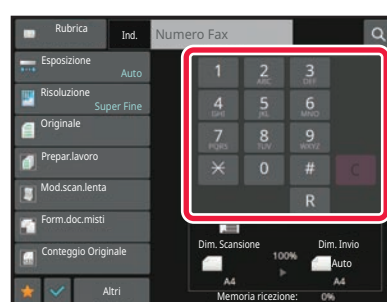 Rubrica
Ind.
Numero Fax
Esposizione
Auto
Risoluzione
Super Fine
Originale
Prepar.lavoro
Mod.scan.lenta
Form.doc.misti
Conteggio Originale
Altri
1
2
ABC
3
DEF
4
GHI
5
JKL
6
MNO
7
PQRS
8
TUV
9
WXYZ
0
#
C
R
Dim. Scansione
100%
Dim. Invio
Auto
A4
A4
Memoria ricezione: 0%